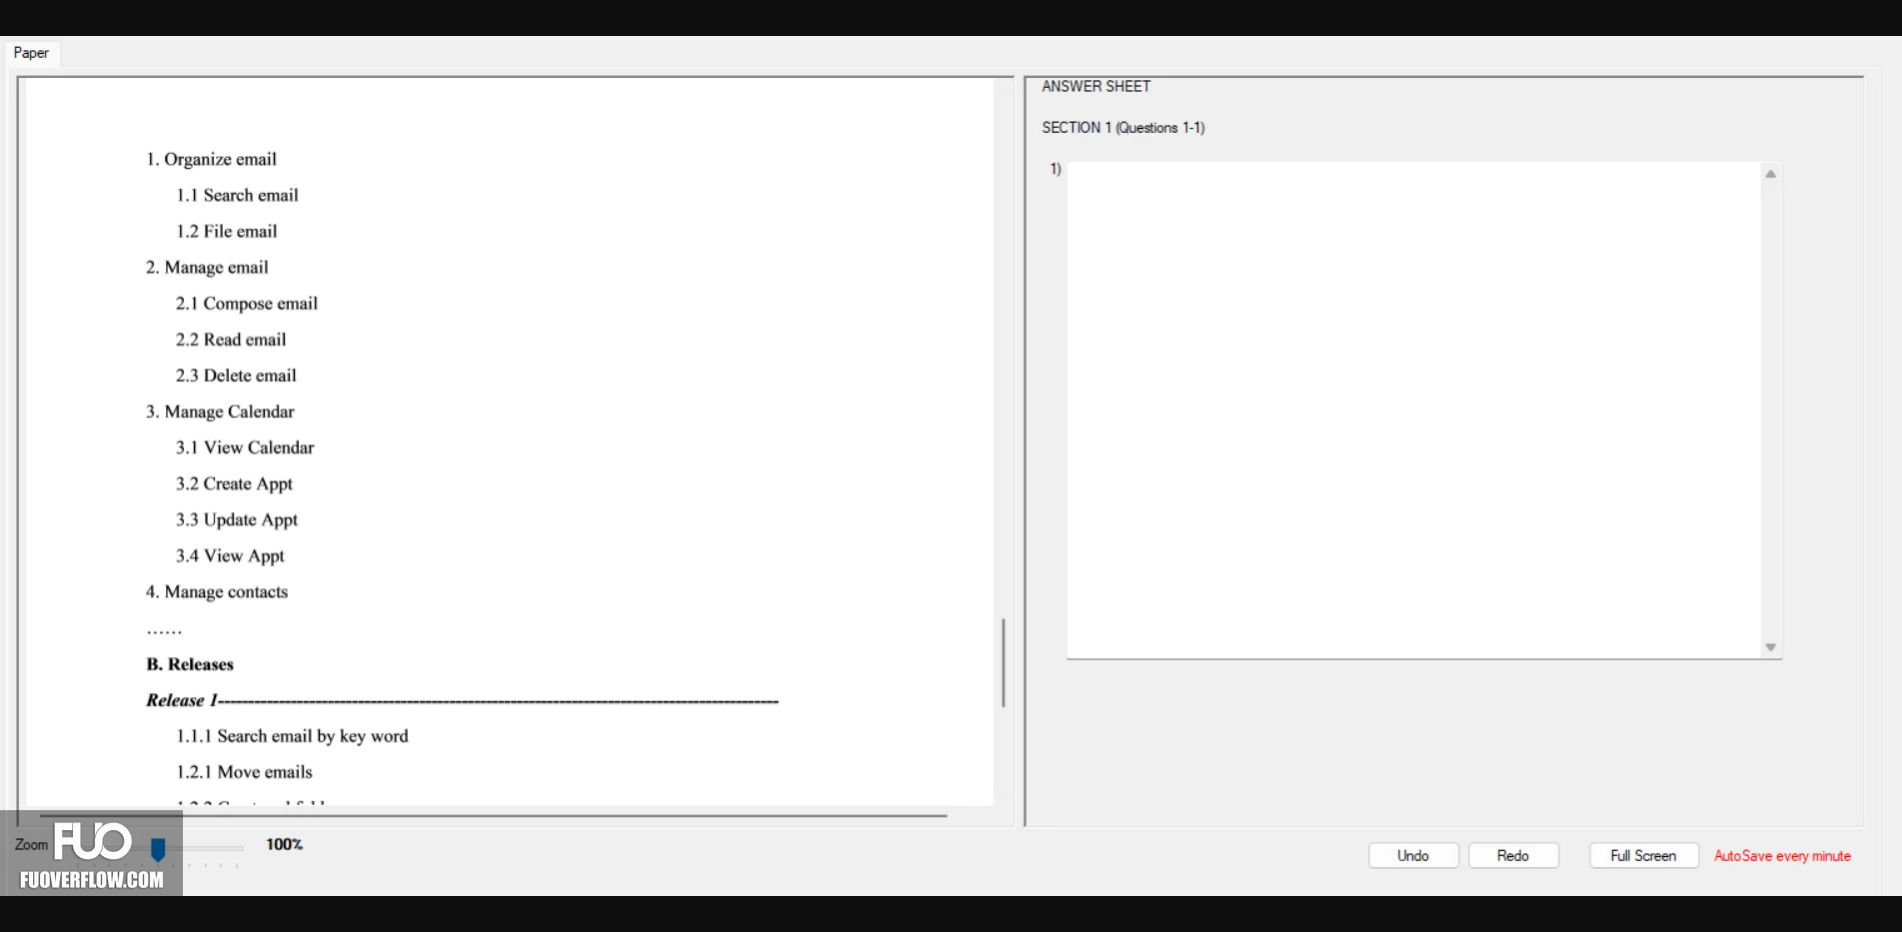 Paper
1. Organize email
1.1 Search email
1.2 File email
2. Manage email
2.1 Compose email
2.2 Read email
2.3 Delete email
3. Manage Calendar
3.1 View Calendar
3.2 Create Appt
3.3 Update Appt
3.4 View Appt
4. Manage contacts
……
B. Releases
Release 1--------------------------------------------------------------------------------
1.1.1 Search email by key word
1.2.1 Move emails
ANSWER SHEET
SECTION 1 (Questions 1-1)
1)
Zoom
100%
FUO
FUOVERFLOW.COM
Undo
Redo
Full Screen
AutoSave every minute